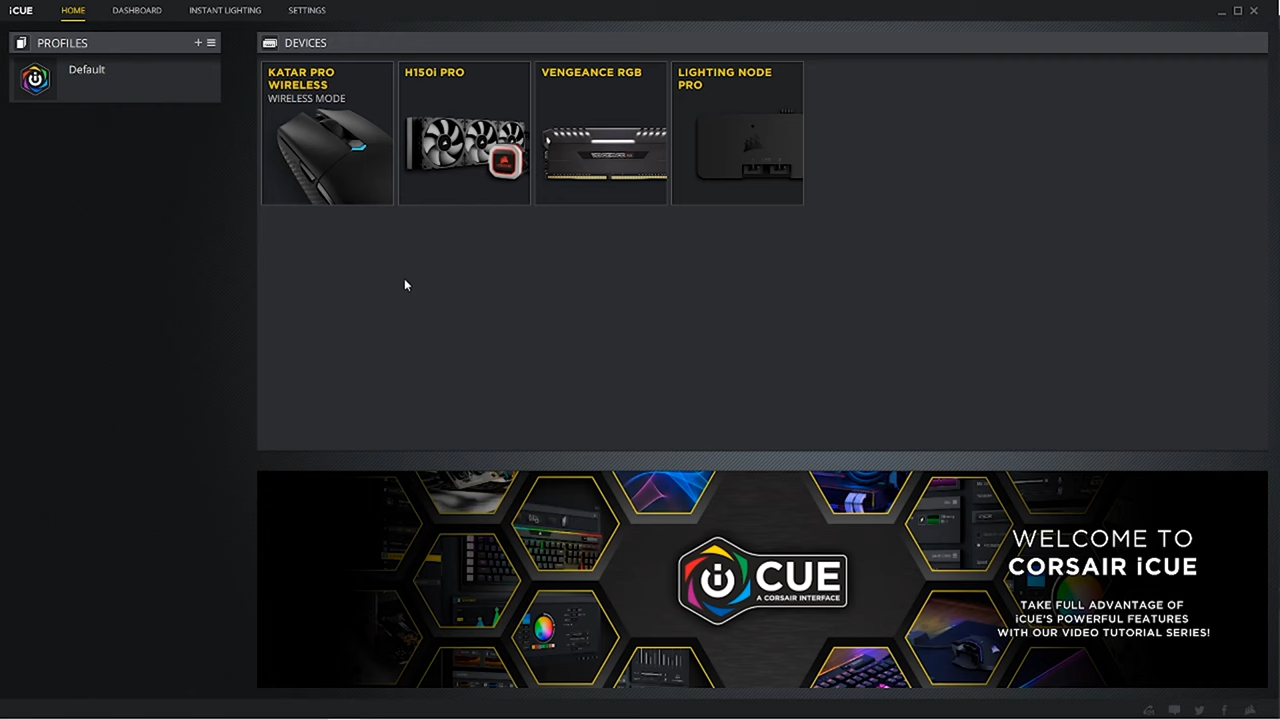 iCUE
HOME
DASHBOARD
INSTANT LIGHTING
SETTINGS
PROFILES
Default
DEVICES
KATAR PRO
WIRELESS
WIRELESS MODE
H150i PRO
VENGEANCE RGB
LIGHTING NODE
PRO
VENGEANCE
CUE
A CORSAIR INTERFACE
WELCOME TO
CORSAIR iCUE
TAKE FULL ADVANTAGE OF
iCUE'S POWERFUL FEATURES
WITH OUR VIDEO TUTORIAL SERIES!